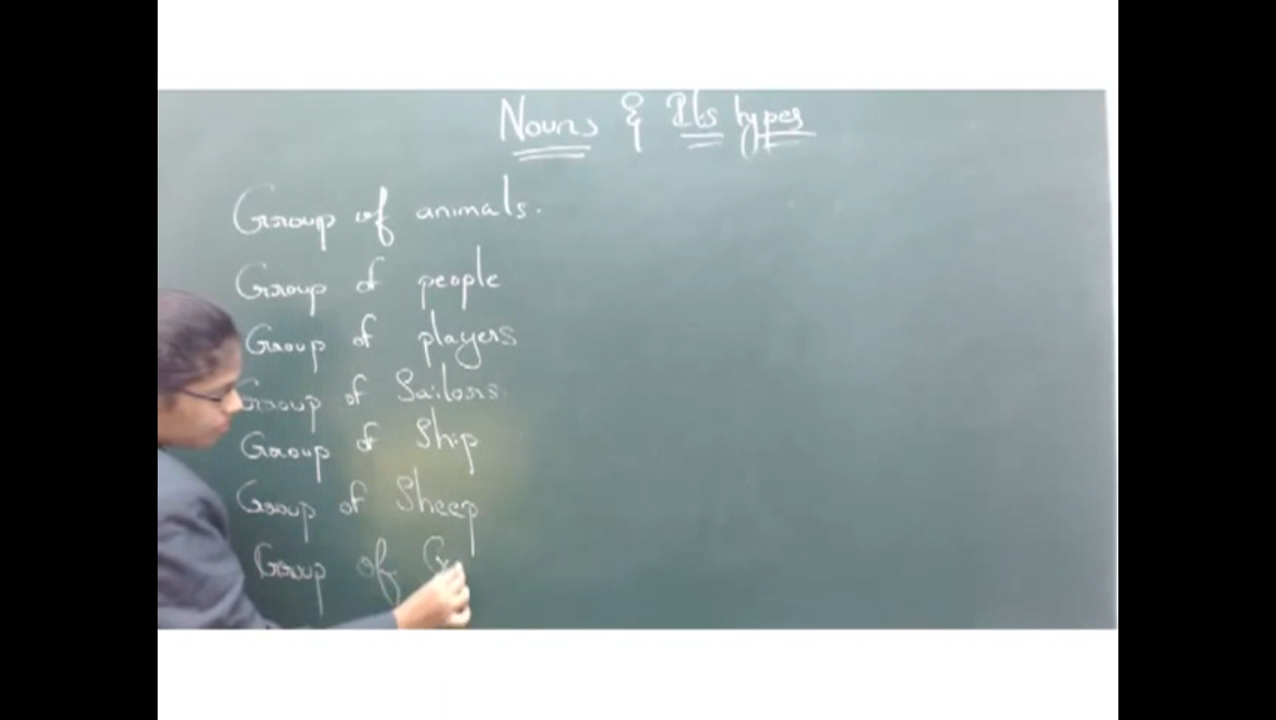 Nouns & Its types
Group of animals.
Group of people
Group of players
Group of Sailors
Group of Ship
Group of Sheep
Group of